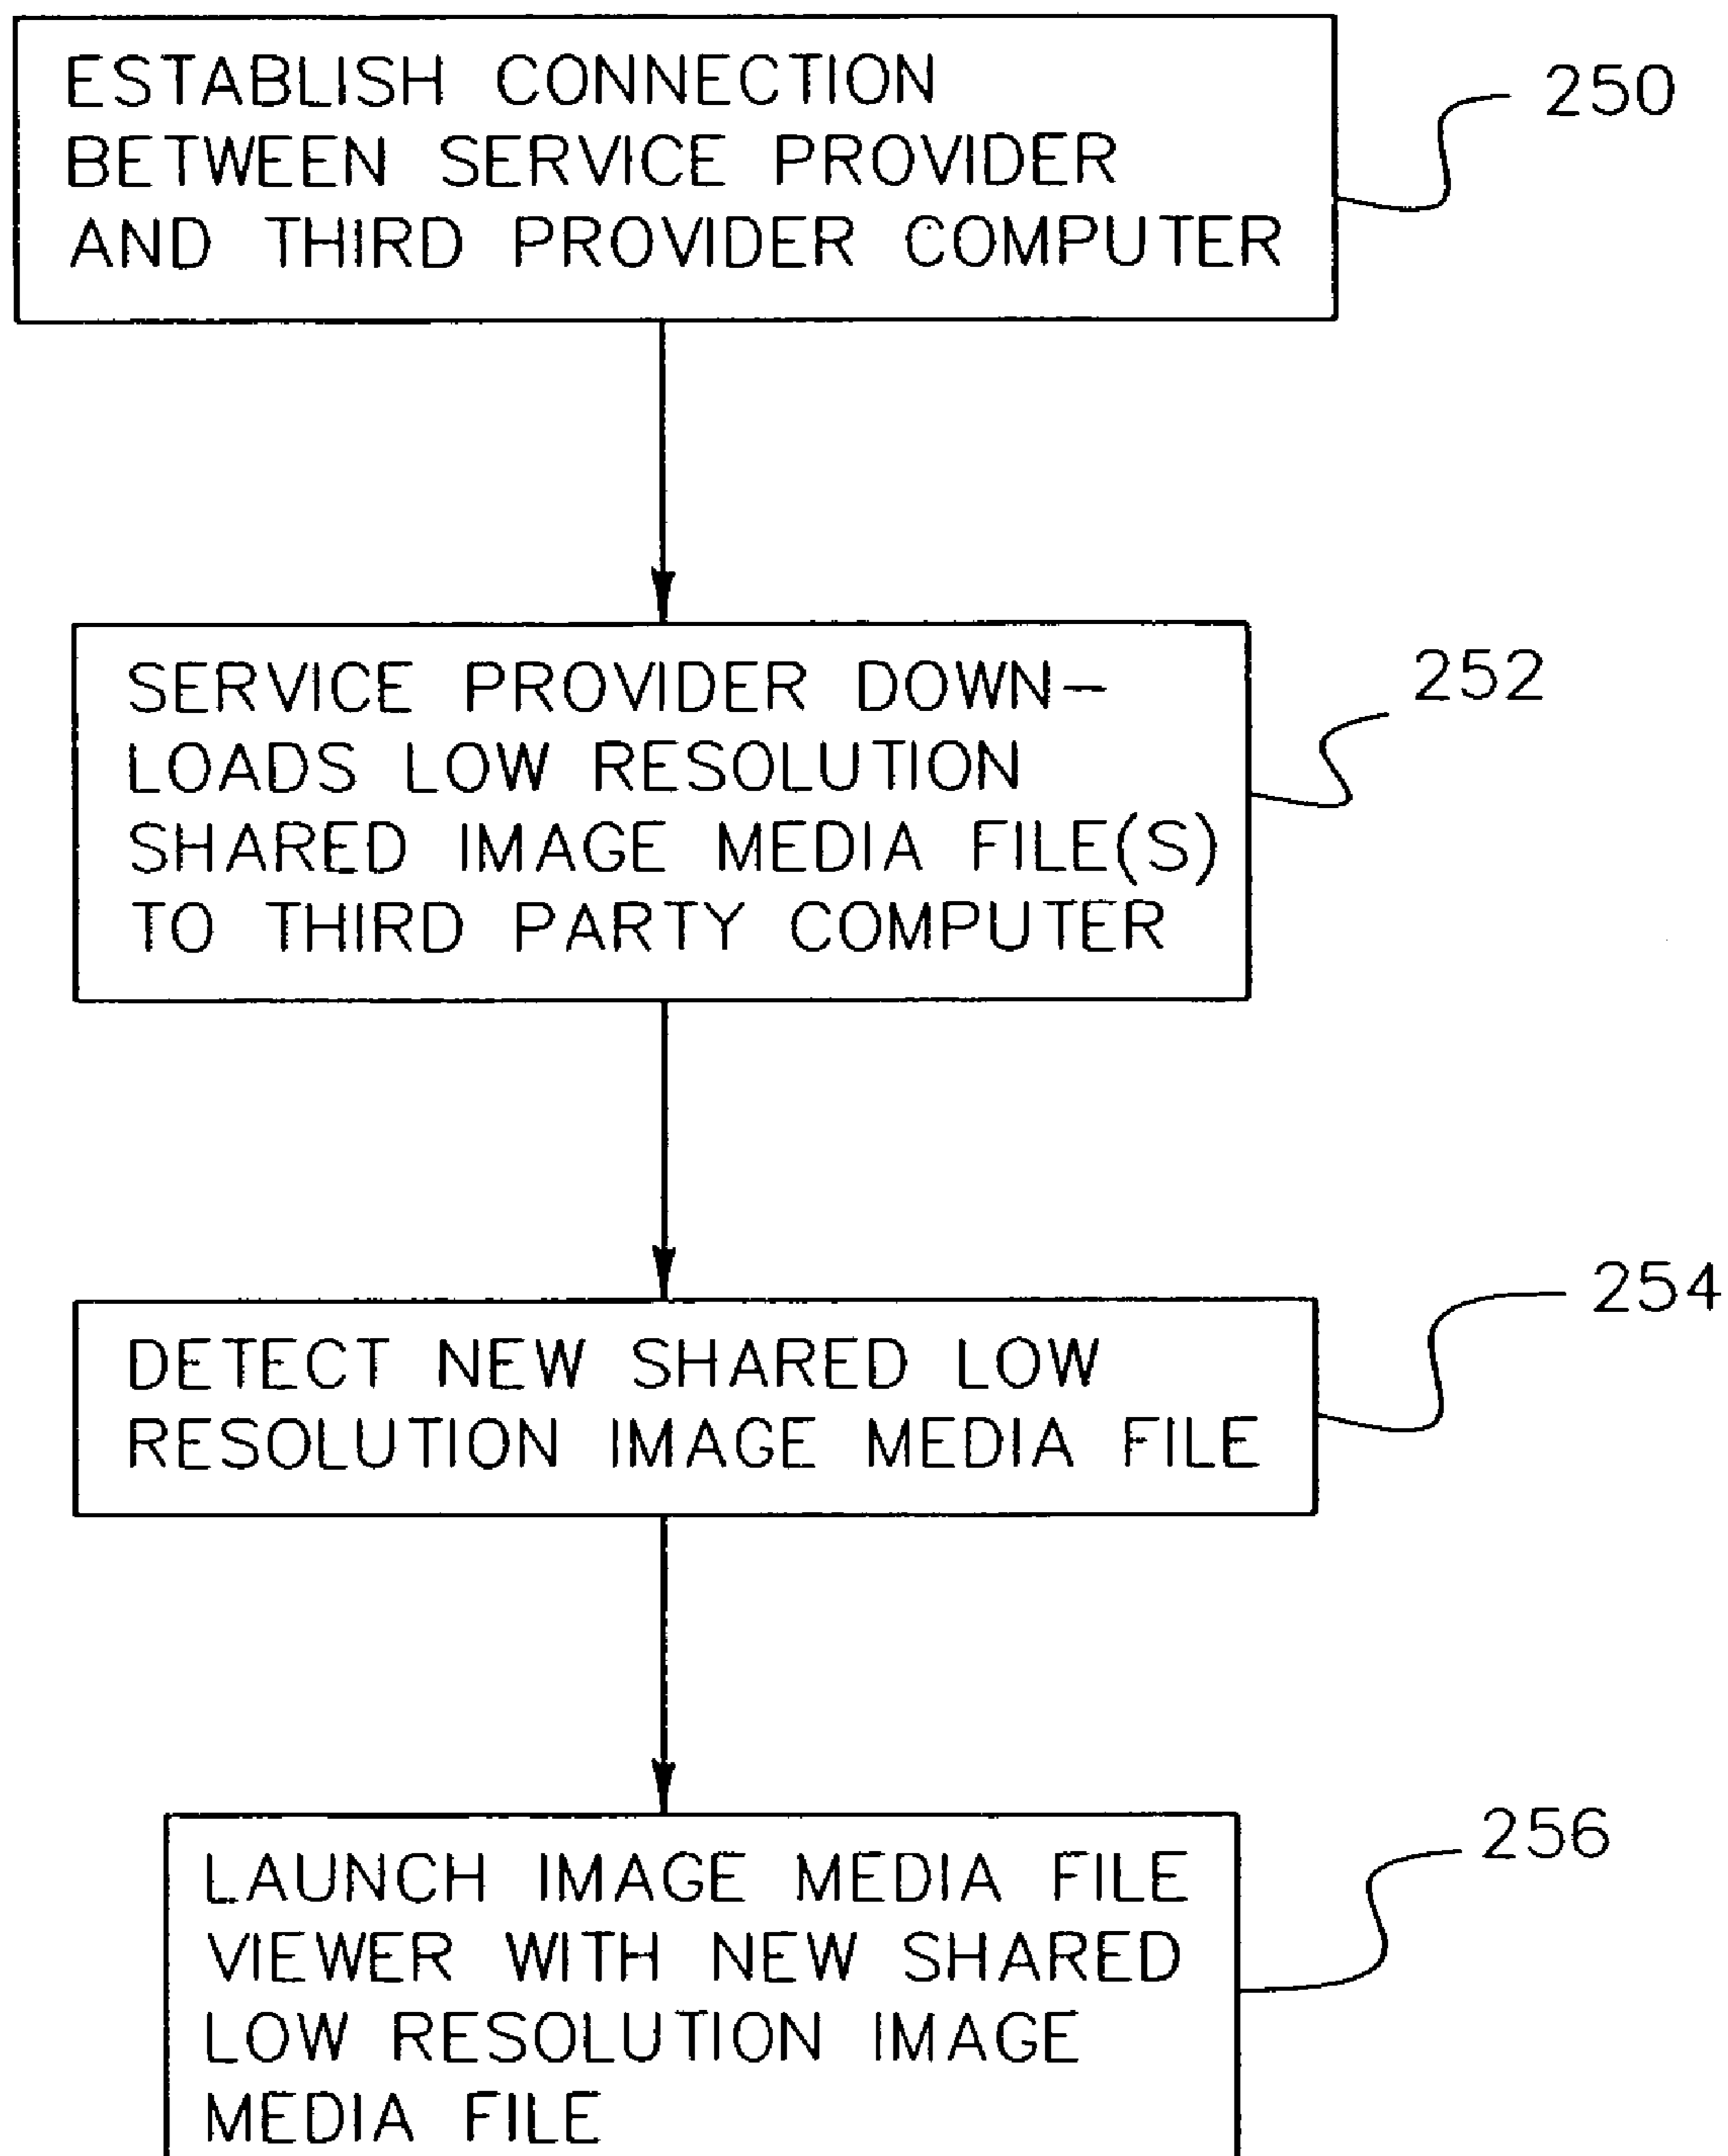 ESTABLISH CONNECTION
BETWEEN SERVICE PROVIDER
AND THIRD PROVIDER COMPUTER
250
SERVICE PROVIDER DOWN-
LOADS LOW RESOLUTION
SHARED IMAGE MEDIA FILE(S)
TO THIRD PARTY COMPUTER
252
DETECT NEW SHARED LOW
RESOLUTION IMAGE MEDIA FILE
254
LAUNCH IMAGE MEDIA FILE
VIEWER WITH NEW SHARED
LOW RESOLUTION IMAGE
MEDIA FILE
256